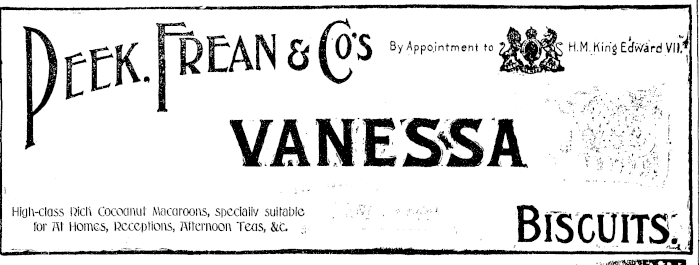 PEEK, FREAN & CO'S By Appointment to H.M. King Edward VII.
VANESSA
High-class Rich Cocoanut Macaroons, specially suitable
for At Homes, Receptions, Afternoon Teas, &c.
BISCUITS.